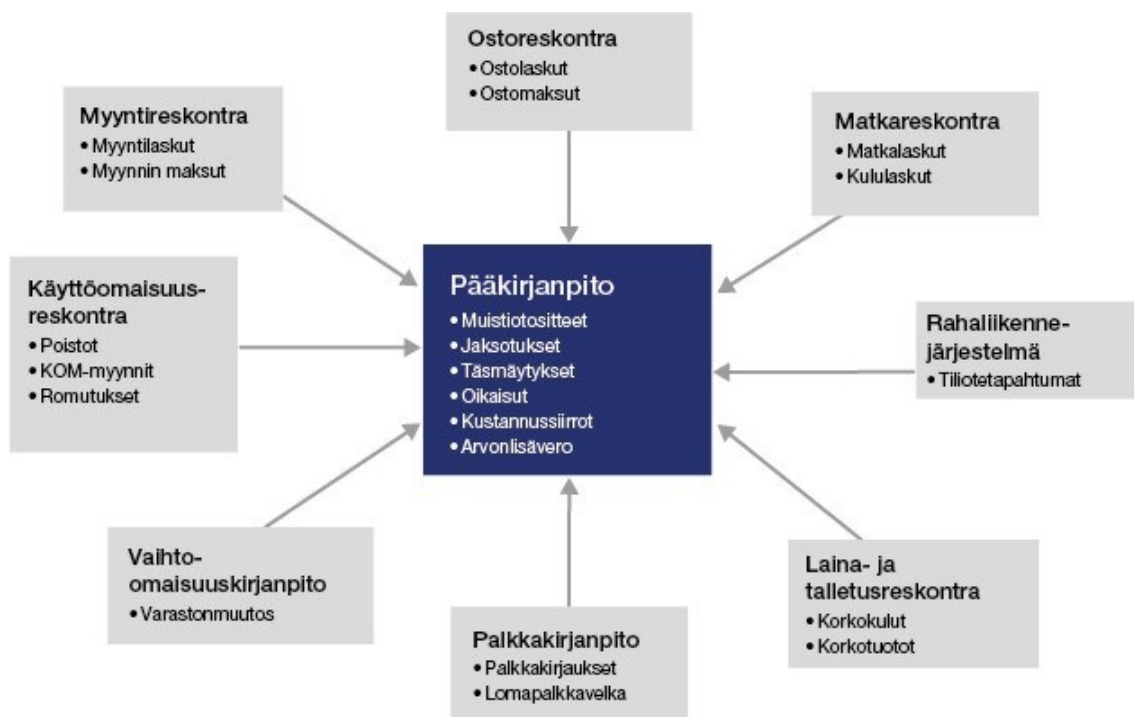 Ostoreskontra
• Ostolaskut
• Ostomaksut
Myyntireskontra
• Myyntilaskut
• Myynnin maksut
Matkareskontra
• Matkalaskut
• Kululaskut
Käyttöomaisuus-
reskontra
• Poistot
• KOM-myynnit
• Romutukset
Pääkirjanpito
• Muistiotositteet
• Jaksotukset
• Täsmäytykset
• Oikaisut
• Kustannussiirrot
• Arvonlisävero
Rahaliikenne-
järjestelmä
• Tiliotetapahtumat
Vaihto-
omaisuuskirjanpito
• Varastonmuutos
Palkkakirjanpito
• Palkkakirjaukset
• Lomapalkkavelka
Laina- ja
talletusreskontra
• Korkokulut
• Korkotuotot